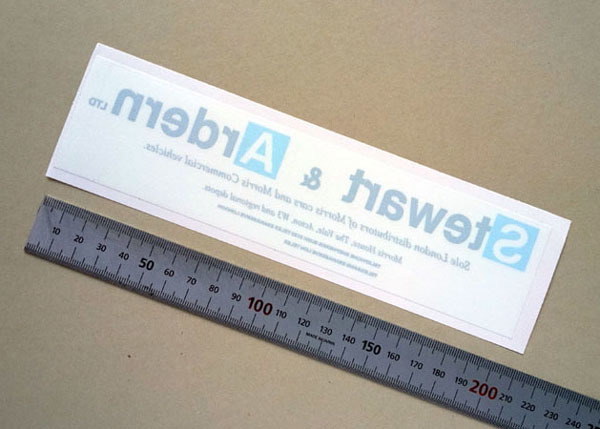 Stewart & Ardern LTD
Sole London distributors of Morris cars and Morris Commercial vehicles.
Morris House, The Vale, Acton, W3 and regional depots
10 20 30 40 50 60 70 80 90 100 110 120 130 140 150 160 170 180 190 200 210 220 230 240